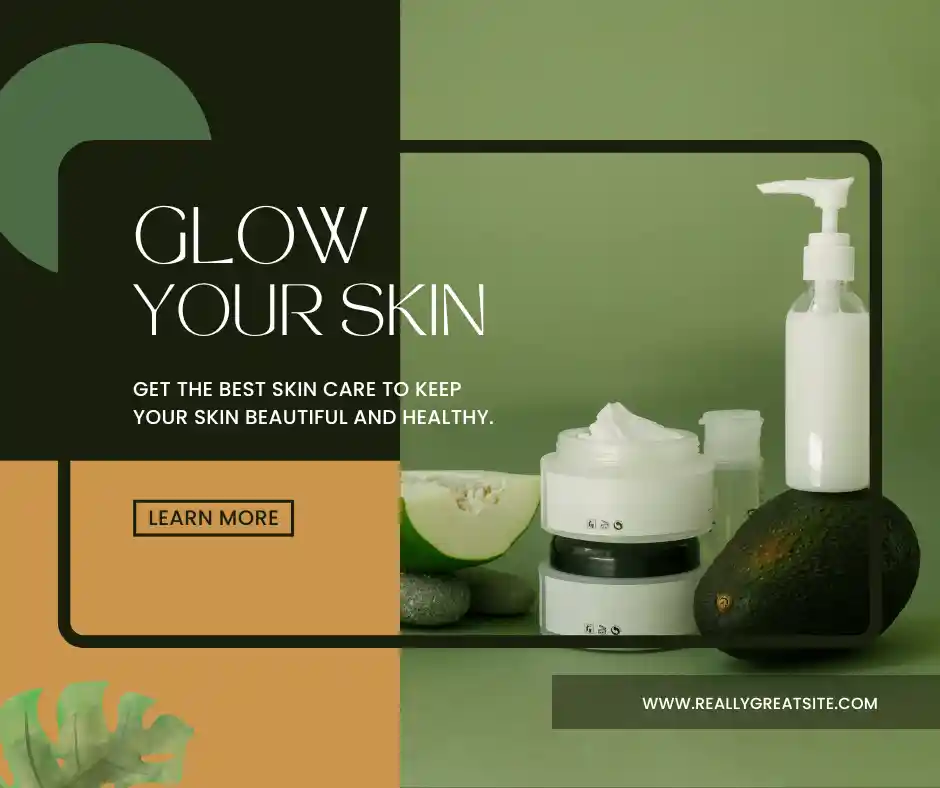 GLOW
YOUR SKIN
GET THE BEST SKIN CARE TO KEEP
YOUR SKIN BEAUTIFUL AND HEALTHY.
LEARN MORE
WWW.REALLYGREATSITE.COM